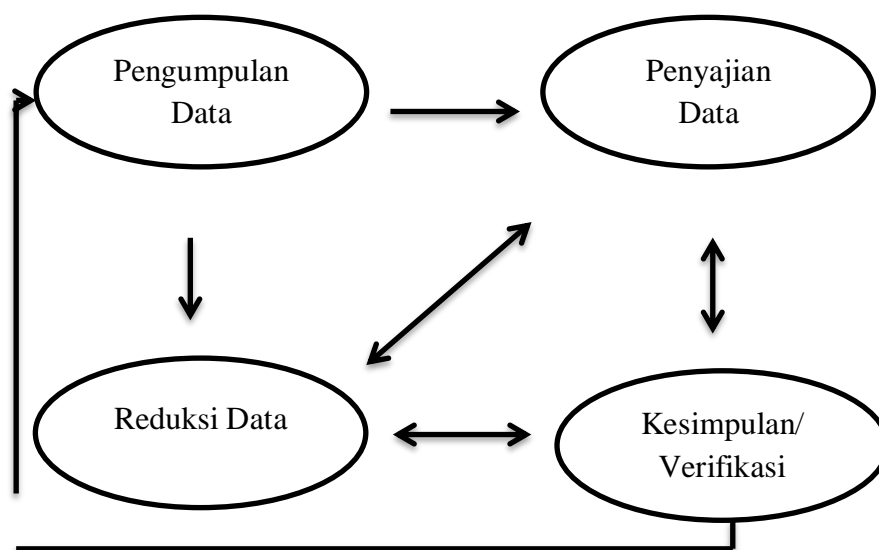 Pengumpulan
Data
Penyajian
Data
Reduksi Data
Kesimpulan/
Verifikasi